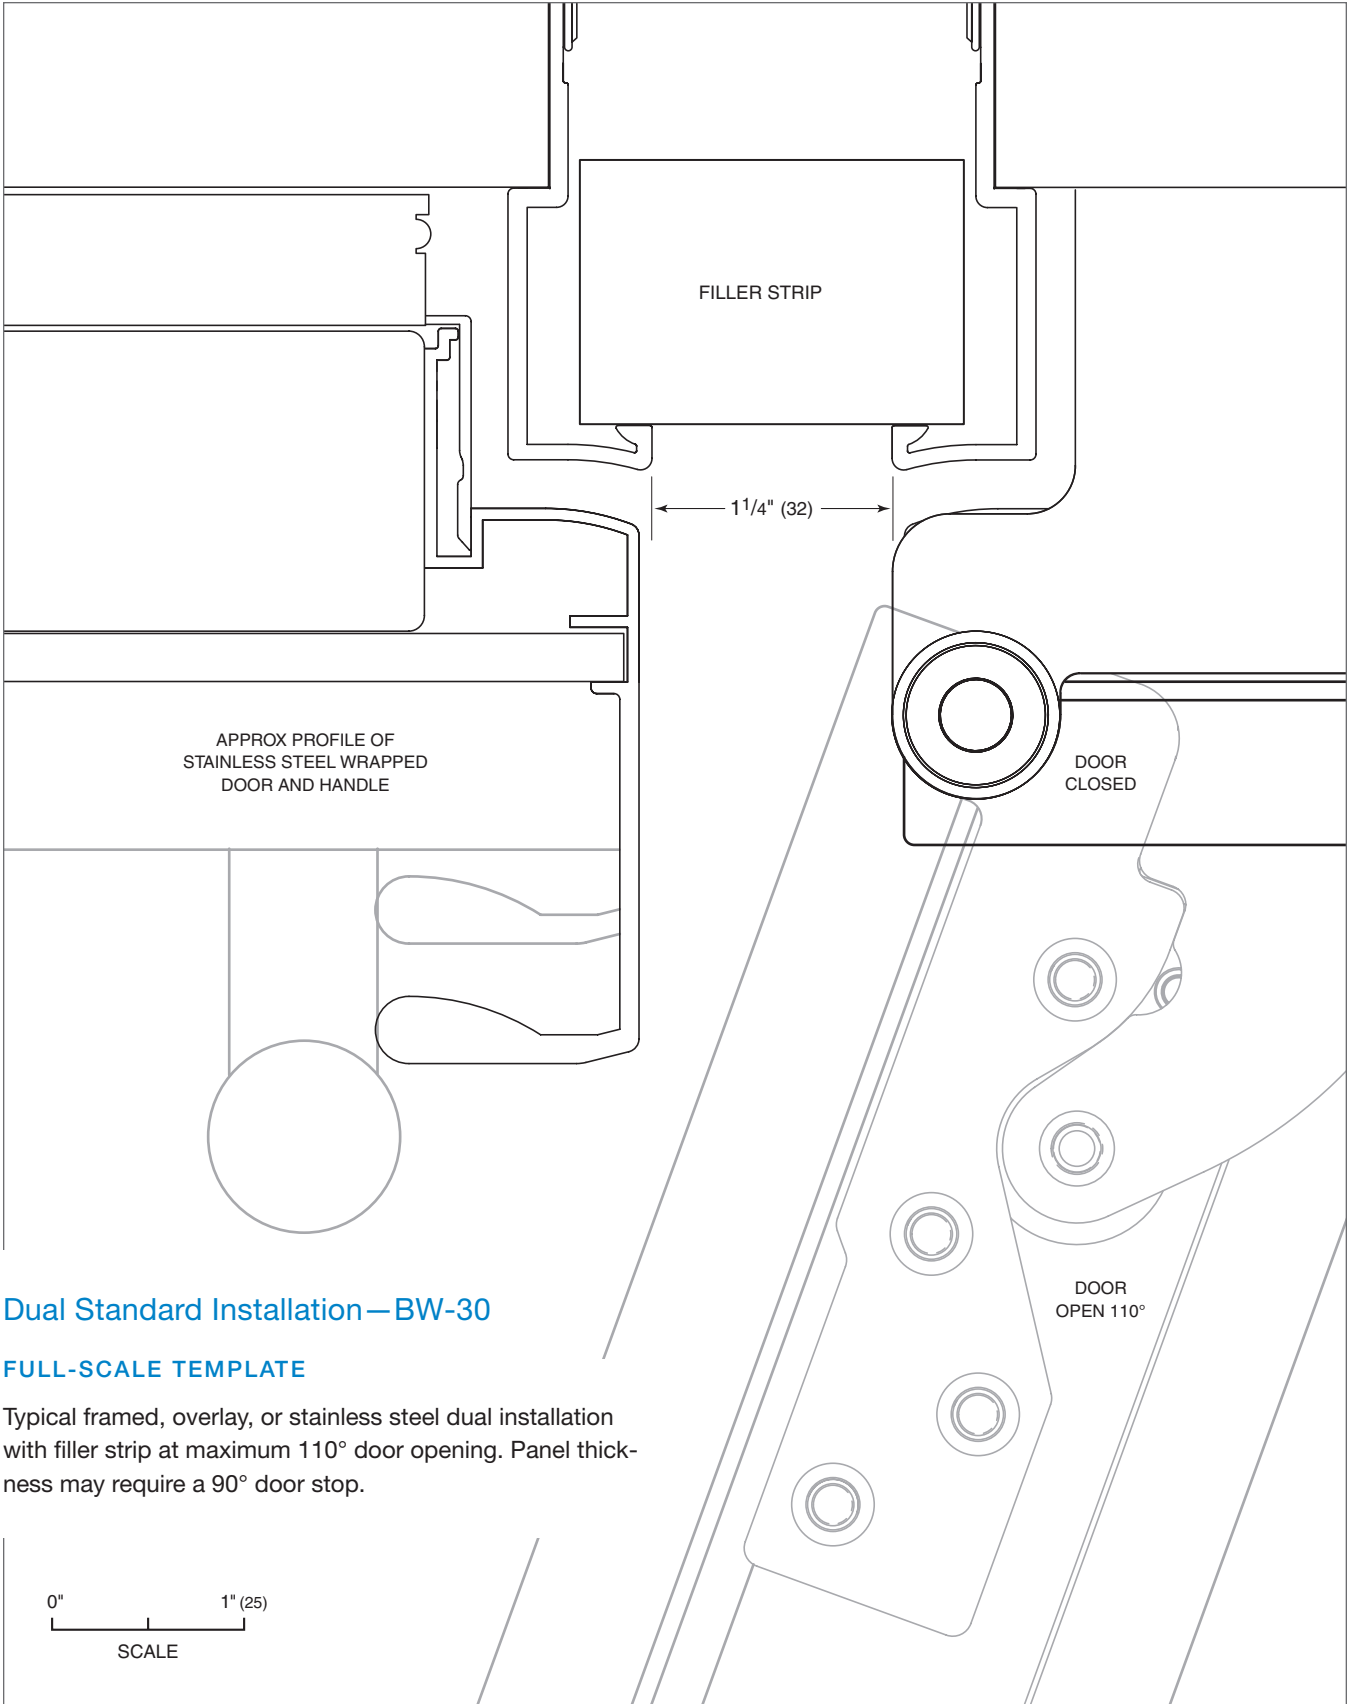 FILLER STRIP
1 1/4" (32)
APPROX PROFILE OF
STAINLESS STEEL WRAPPED
DOOR AND HANDLE
DOOR
CLOSED
DOOR
OPEN 110°
Dual Standard Installation—BW-30
FULL-SCALE TEMPLATE
Typical framed, overlay, or stainless steel dual installation
with filler strip at maximum 110° door opening. Panel thick-
ness may require a 90° door stop.
0" 1" (25)
SCALE